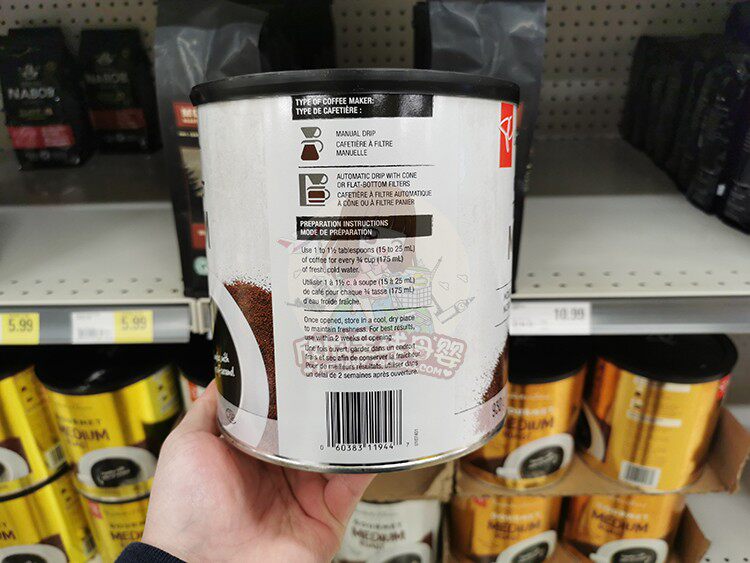 TYPE OF COFFEE MAKER:
TYPE DE CAFETIÈRE :
MANUAL DRIP
CAFETIÈRE À FILTRE
MANUELLE
AUTOMATIC DRIP WITH CONE
OR FLAT-BOTTOM FILTERS
CAFETIÈRE À FILTRE AUTOMATIQUE
À CÔNE OU À FILTRE PANIER
PREPARATION INSTRUCTIONS
MODE DE PRÉPARATION
Use 1 to 1½ tablespoons (15 to 25 mL)
of coffee for every ¾ cup (175 mL)
of fresh, cold water.
Utiliser 1 à 1½ c. à soupe (15 à 25 mL)
de café pour chaque ¾ tasse (175 mL)
d'eau froide fraîche.
Once opened, store in a cool, dry place
to maintain freshness. For best results,
use within 2 weeks of opening.
Une fois ouvert, garder dans un endroit
frais et sec afin de conserver la fraîcheur.
Pour de meilleurs résultats, utiliser dans
un délai de 2 semaines après ouverture.
0 60383 11944 7
NABOB
5.99
5.99
10.99
930
MEDIUM
MEDIUM
GOURMET
MEDIUM
MEDIUM
MEDIUM